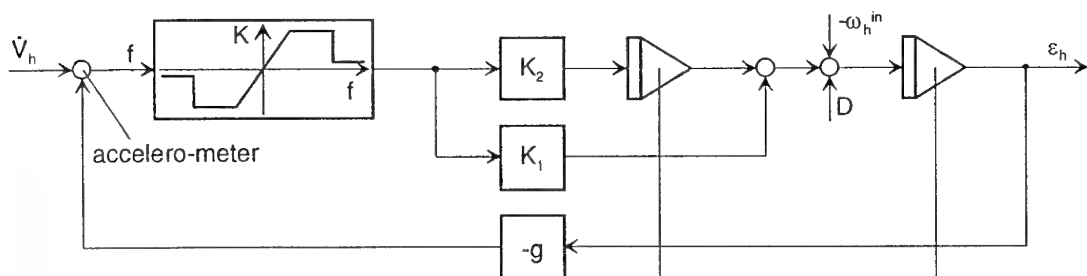 V̇h
f
K
f
K2
K1
-ωh^in
D
εh
accelero-meter
-g